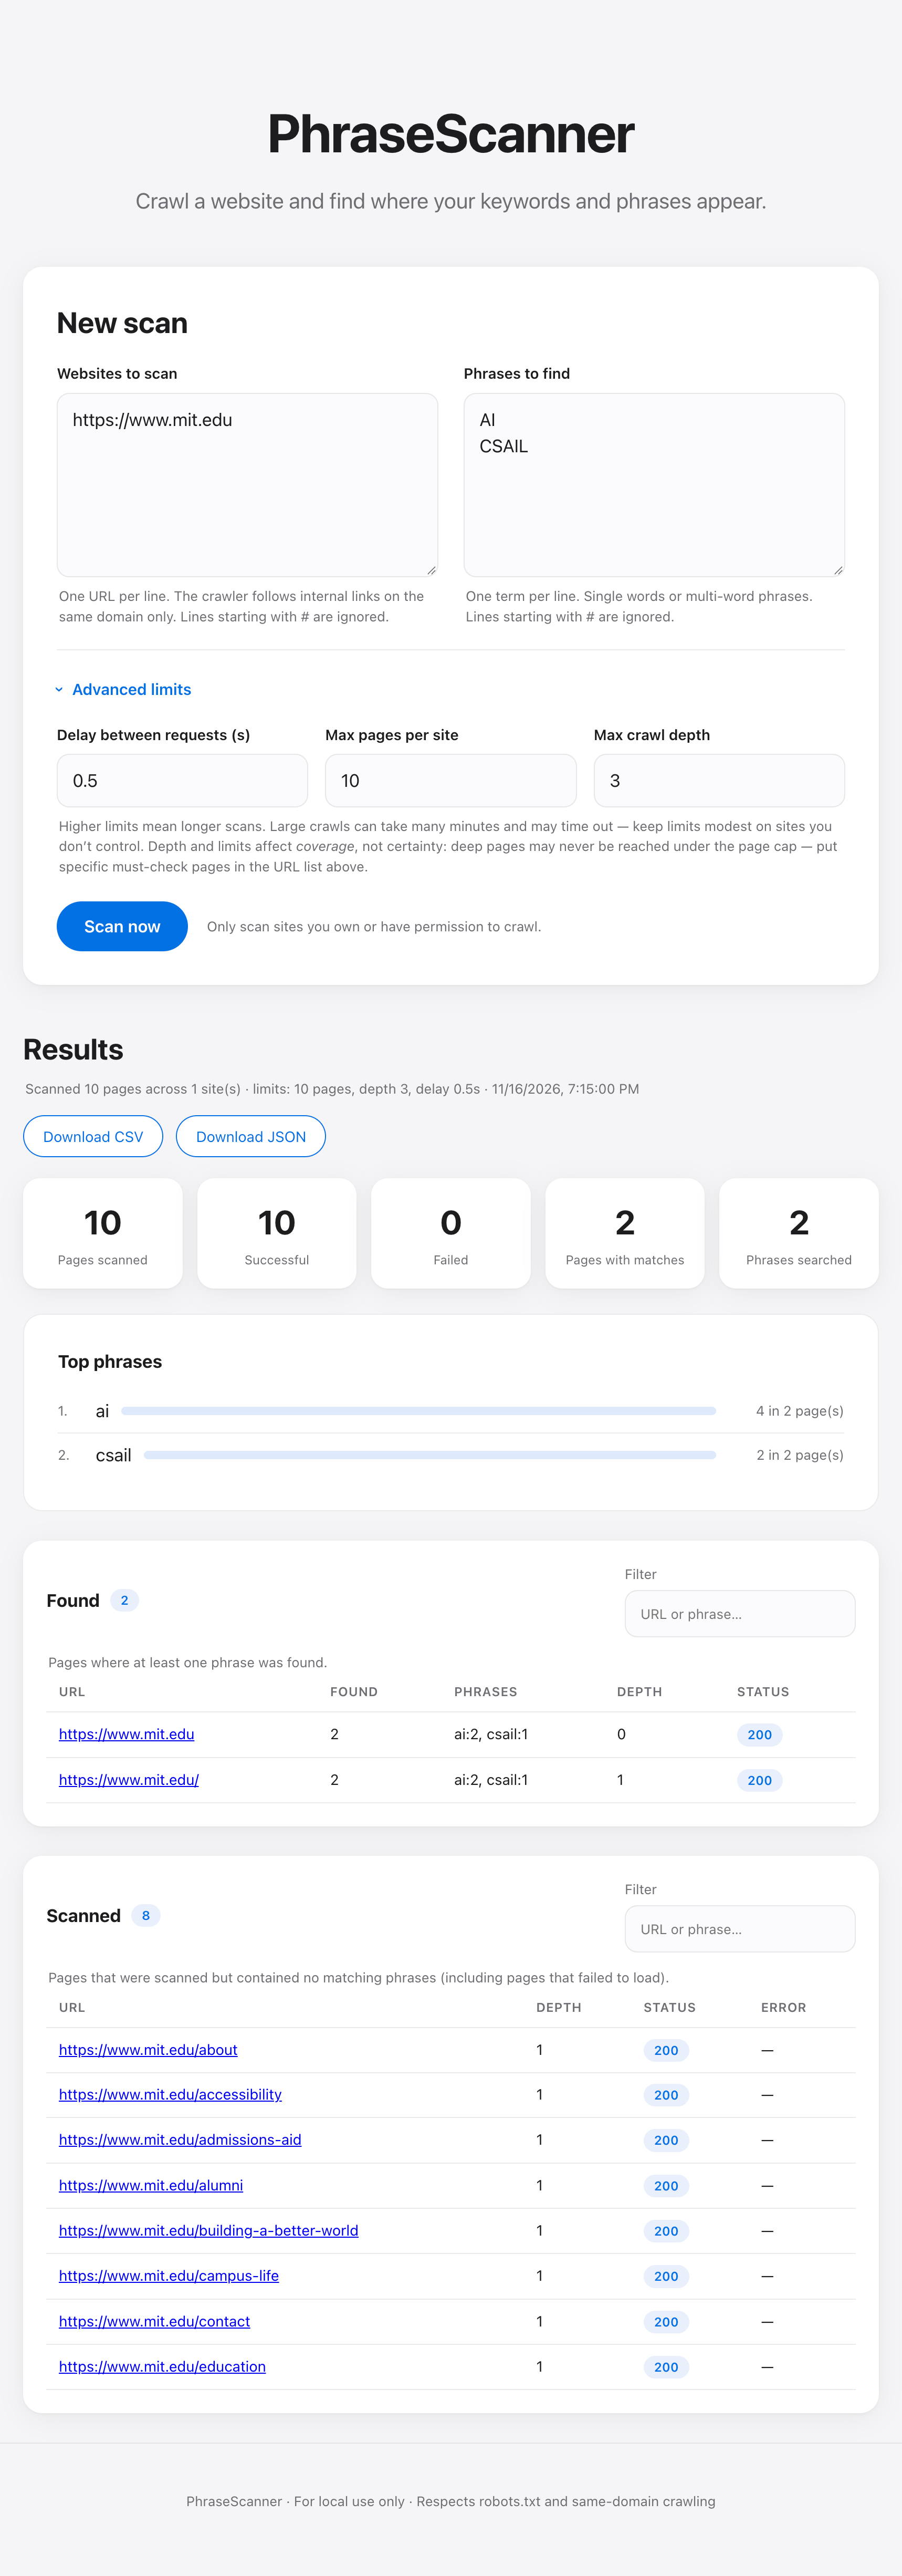 PhraseScanner
Crawl a website and find where your keywords and phrases appear.
New scan
Websites to scan
https://www.mit.edu
One URL per line. The crawler follows internal links on the
same domain only. Lines starting with # are ignored.
Phrases to find
AI
CSAIL
One term per line. Single words or multi-word phrases.
Lines starting with # are ignored.
Advanced limits
Delay between requests (s)
0.5
Max pages per site
10
Max crawl depth
3
Higher limits mean longer scans. Large crawls can take many minutes and may time out — keep limits modest on sites you
don’t control. Depth and limits affect coverage, not certainty: deep pages may never be reached under the page cap — put
specific must-check pages in the URL list above.
Scan now
Only scan sites you own or have permission to crawl.
Results
Scanned 10 pages across 1 site(s) · limits: 10 pages, depth 3, delay 0.5s · 11/16/2026, 7:15:00 PM
Download CSV
Download JSON
10
Pages scanned
10
Successful
0
Failed
2
Pages with matches
2
Phrases searched
Top phrases
1. ai 4 in 2 page(s)
2. csail 2 in 2 page(s)
Found 2
Filter
URL or phrase...
Pages where at least one phrase was found.
URL FOUND PHRASES DEPTH STATUS
https://www.mit.edu 2 ai:2, csail:1 0 200
https://www.mit.edu/ 2 ai:2, csail:1 1 200
Scanned 8
Filter
URL or phrase...
Pages that were scanned but contained no matching phrases (including pages that failed to load).
URL DEPTH STATUS ERROR
https://www.mit.edu/about 1 200 —
https://www.mit.edu/accessibility 1 200 —
https://www.mit.edu/admissions-aid 1 200 —
https://www.mit.edu/alumni 1 200 —
https://www.mit.edu/building-a-better-world 1 200 —
https://www.mit.edu/campus-life 1 200 —
https://www.mit.edu/contact 1 200 —
https://www.mit.edu/education 1 200 —
PhraseScanner · For local use only · Respects robots.txt and same-domain crawling